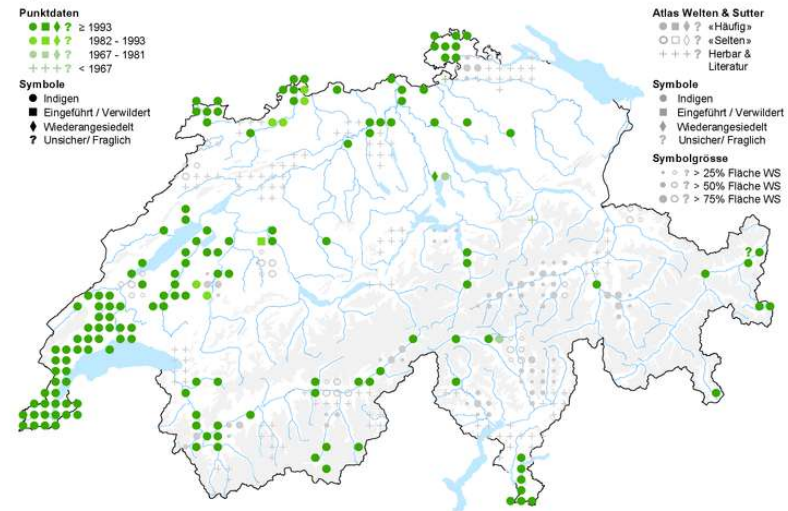 Punktdaten
? ≥ 1993
? 1982 - 1993
? 1967 - 1981
+++? < 1967
Symbole
Indigen
Eingeführt / Verwildert
Wiederangesiedelt
? Unsicher/ Fraglich
Atlas Welten & Sutter
? «Häufig»
? «Selten»
+++? Herbar &
Literatur
Symbole
Indigen
Eingeführt / Verwildert
Wiederangesiedelt
? Unsicher/ Fraglich
Symbolgrösse
? > 25% Fläche WS
? > 50% Fläche WS
? > 75% Fläche WS
?